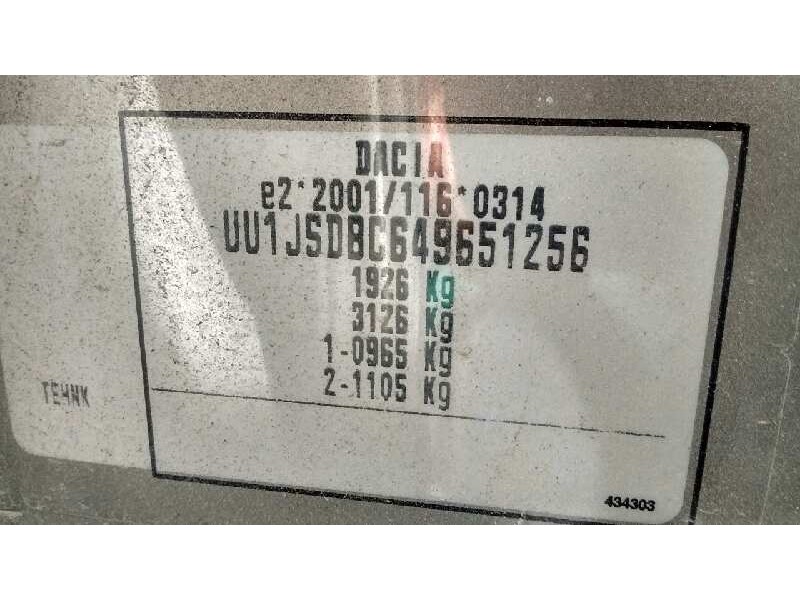 DACIA
e2*2001/116*0314
UU1JSDBC649651256
1926 Kg
3126 Kg
1-0965 Kg
2-1105 Kg
TEHNK
434303